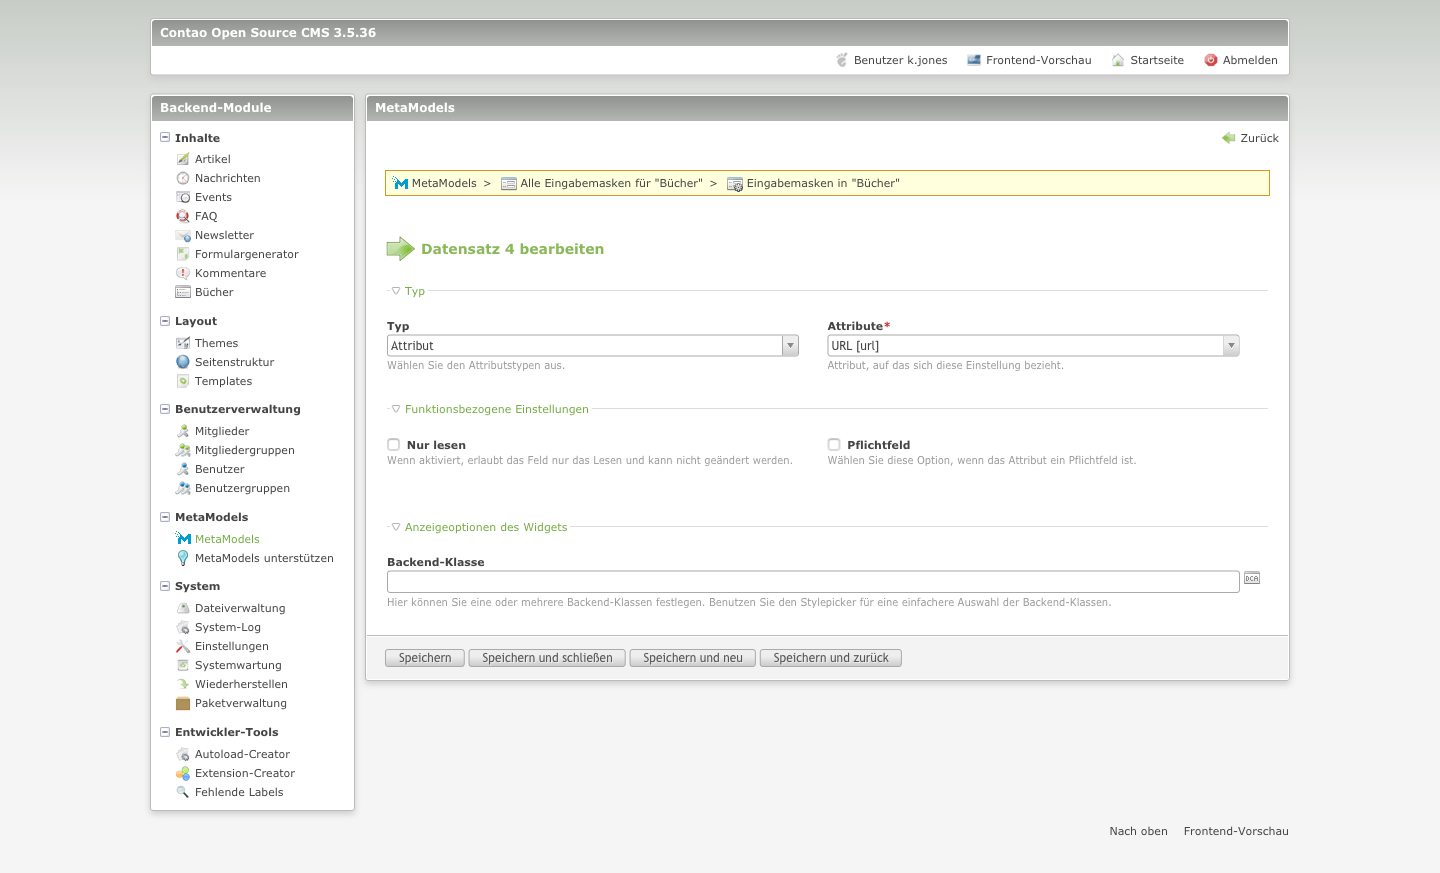 Contao Open Source CMS 3.5.36
Benutzer k.jones Frontend-Vorschau Startseite Abmelden
Backend-Module
Inhalte
Artikel
Nachrichten
Events
FAQ
Newsletter
Formulargenerator
Kommentare
Bücher
Layout
Themes
Seitenstruktur
Templates
Benutzerverwaltung
Mitglieder
Mitgliedergruppen
Benutzer
Benutzergruppen
MetaModels
MetaModels
MetaModels unterstützen
System
Dateiverwaltung
System-Log
Einstellungen
Systemwartung
Wiederherstellen
Paketverwaltung
Entwickler-Tools
Autoload-Creator
Extension-Creator
Fehlende Labels
MetaModels
Zurück
MetaModels > Alle Eingabemasken für "Bücher" > Eingabemasken in "Bücher"
Datensatz 4 bearbeiten
Typ
Typ
Attribut
Wählen Sie den Attributstypen aus.
Attribute*
URL [url]
Attribut, auf das sich diese Einstellung bezieht.
Funktionsbezogene Einstellungen
Nur lesen
Wenn aktiviert, erlaubt das Feld nur das Lesen und kann nicht geändert werden.
Pflichtfeld
Wählen Sie diese Option, wenn das Attribut ein Pflichtfeld ist.
Anzeigeoptionen des Widgets
Backend-Klasse
DCA
Hier können Sie eine oder mehrere Backend-Klassen festlegen. Benutzen Sie den Stylepicker für eine einfachere Auswahl der Backend-Klassen.
Speichern Speichern und schließen Speichern und neu Speichern und zurück
Nach oben Frontend-Vorschau